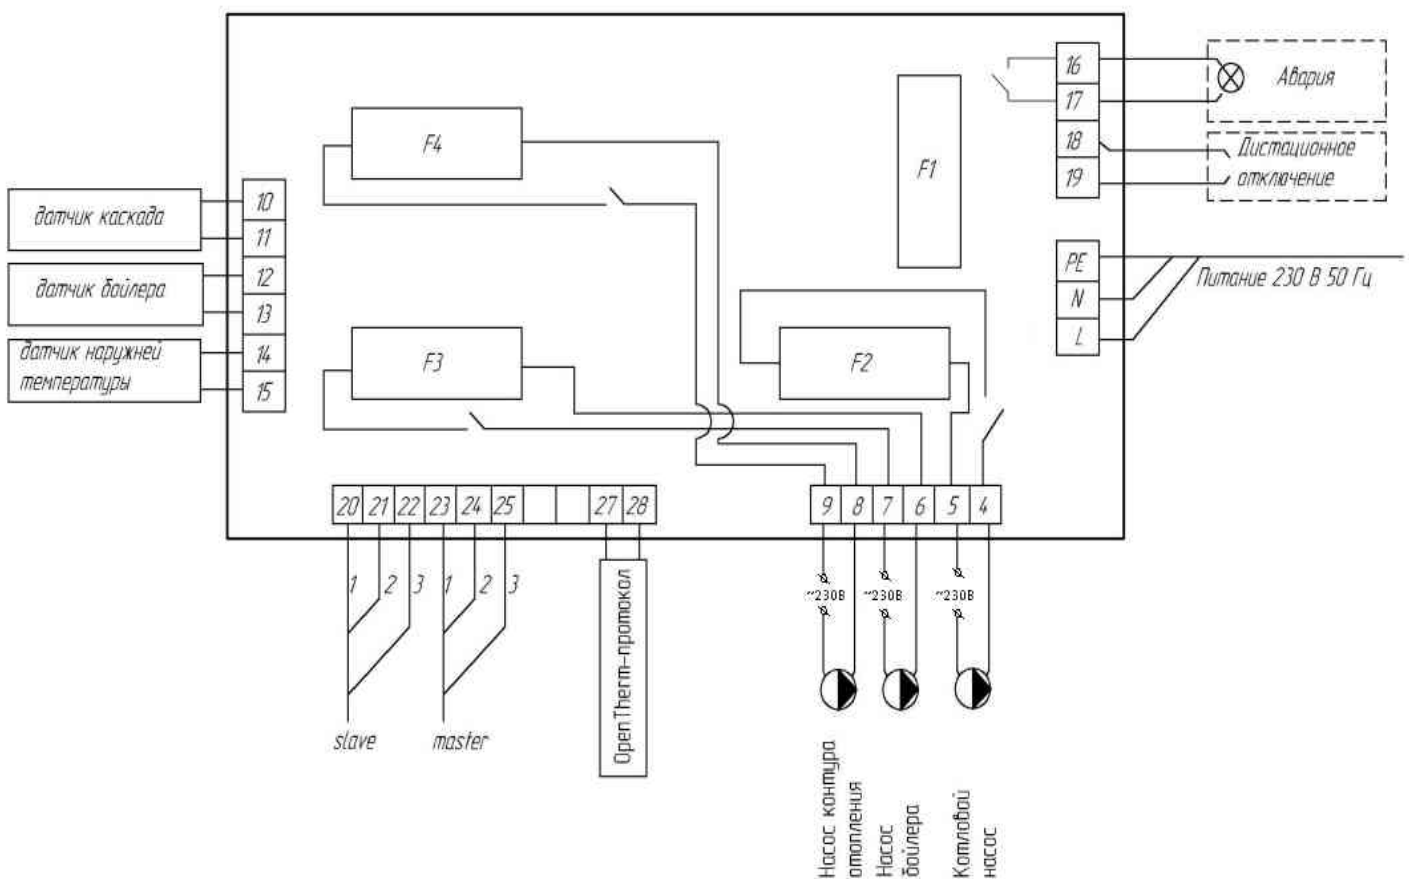 16
Авария
17
18
Дистационное
19
отключение
F4
F1
датчик каскада
10
11
датчик бойлера
12
13
датчик наружней
температуры
14
15
PE
N
L
Питание 230 В 50 Гц
F3
F2
20 21 22 23 24 25 27 28
9 8 7 6 5 4
1 2 3 1 2 3
slave
master
OpenTherm-протокол
~230В ~230В ~230В
Насос контура
отопления
Насос
бойлера
Котловой
насос